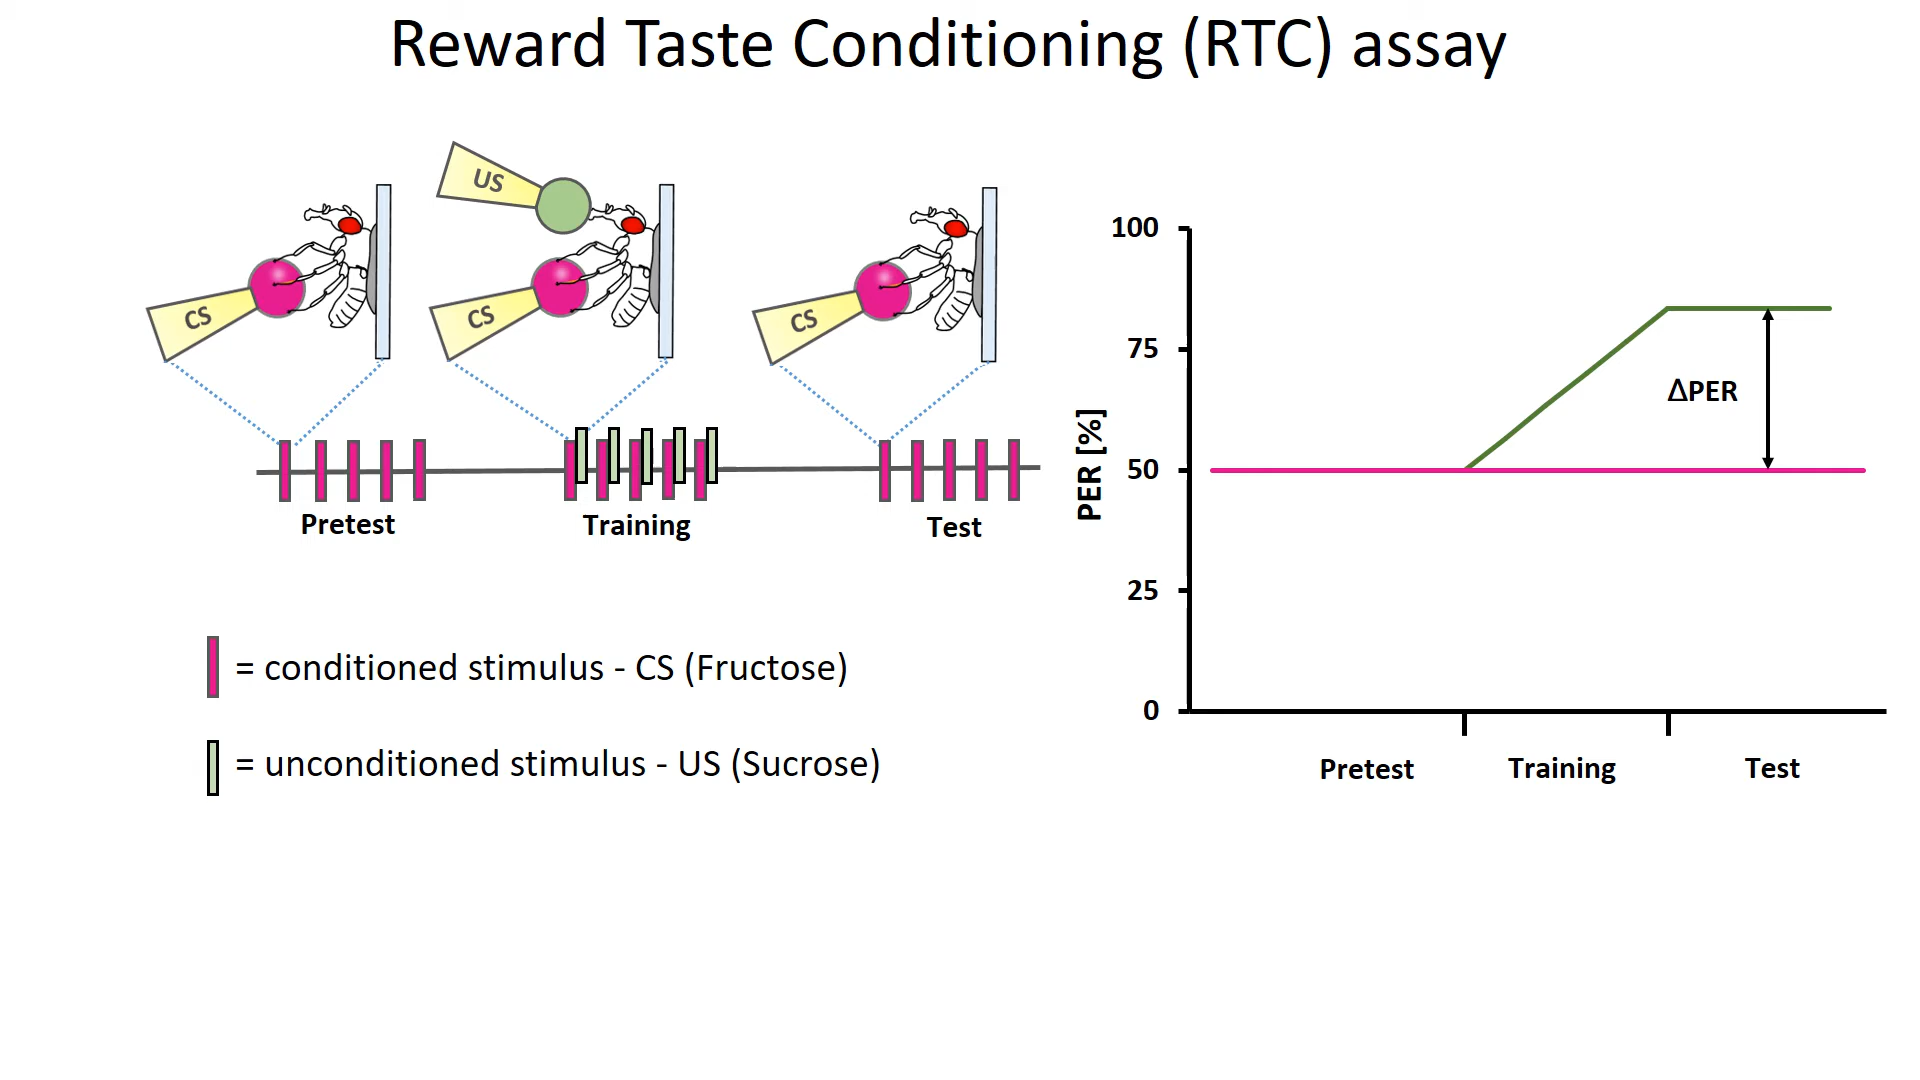 Reward Taste Conditioning (RTC) assay
US
CS
CS
CS
Pretest
Training
Test
= conditioned stimulus - CS (Fructose)
= unconditioned stimulus - US (Sucrose)
PER [%]
100
75
50
25
0
ΔPER
Pretest
Training
Test